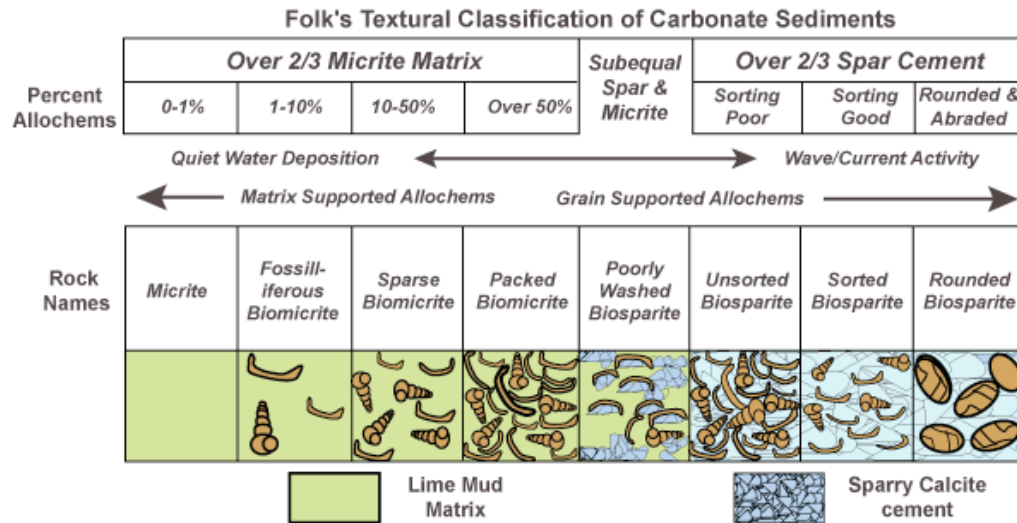 Folk's Textural Classification of Carbonate Sediments
Over 2/3 Micrite Matrix
Subequal
Spar &
Micrite
Over 2/3 Spar Cement
Percent
Allochems
0-1%
1-10%
10-50%
Over 50%
Sorting
Poor
Sorting
Good
Rounded &
Abraded
Quiet Water Deposition
Wave/Current Activity
Matrix Supported Allochems
Grain Supported Allochems
Rock
Names
Micrite
Fossill-
iferous
Biomicrite
Sparse
Biomicrite
Packed
Biomicrite
Poorly
Washed
Biosparite
Unsorted
Biosparite
Sorted
Biosparite
Rounded
Biosparite
Lime Mud
Matrix
Sparry Calcite
cement